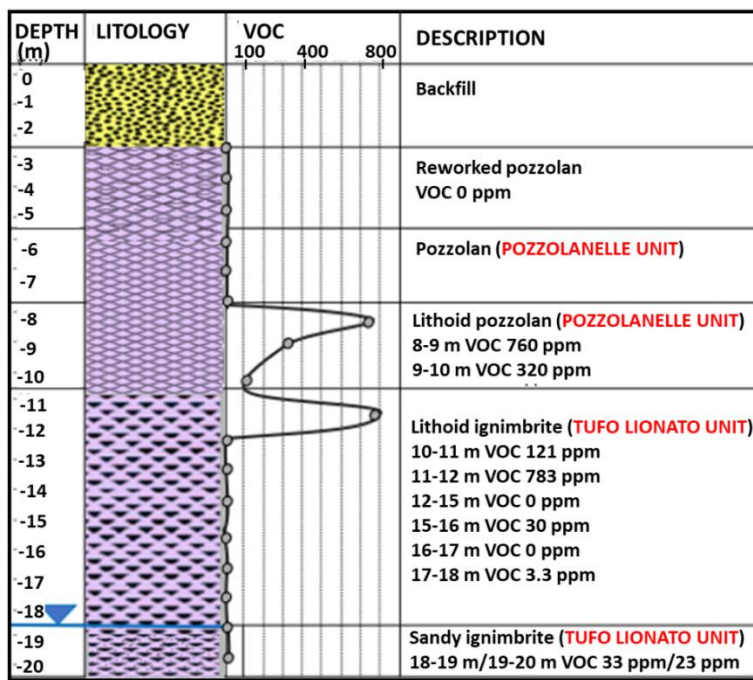 DEPTH (m) LITOLOGY VOC DESCRIPTION
100 400 800
0
-1
-2
Backfill
-3
-4
-5
Reworked pozzolan
VOC 0 ppm
-6
-7
Pozzolan (POZZOLANELLE UNIT)
-8
-9
-10
Lithoid pozzolan (POZZOLANELLE UNIT)
8-9 m VOC 760 ppm
9-10 m VOC 320 ppm
-11
-12
-13
-14
-15
-16
-17
-18
Lithoid ignimbrite (TUFO LIONATO UNIT)
10-11 m VOC 121 ppm
11-12 m VOC 783 ppm
12-15 m VOC 0 ppm
15-16 m VOC 30 ppm
16-17 m VOC 0 ppm
17-18 m VOC 3.3 ppm
-19
-20
Sandy ignimbrite (TUFO LIONATO UNIT)
18-19 m/19-20 m VOC 33 ppm/23 ppm